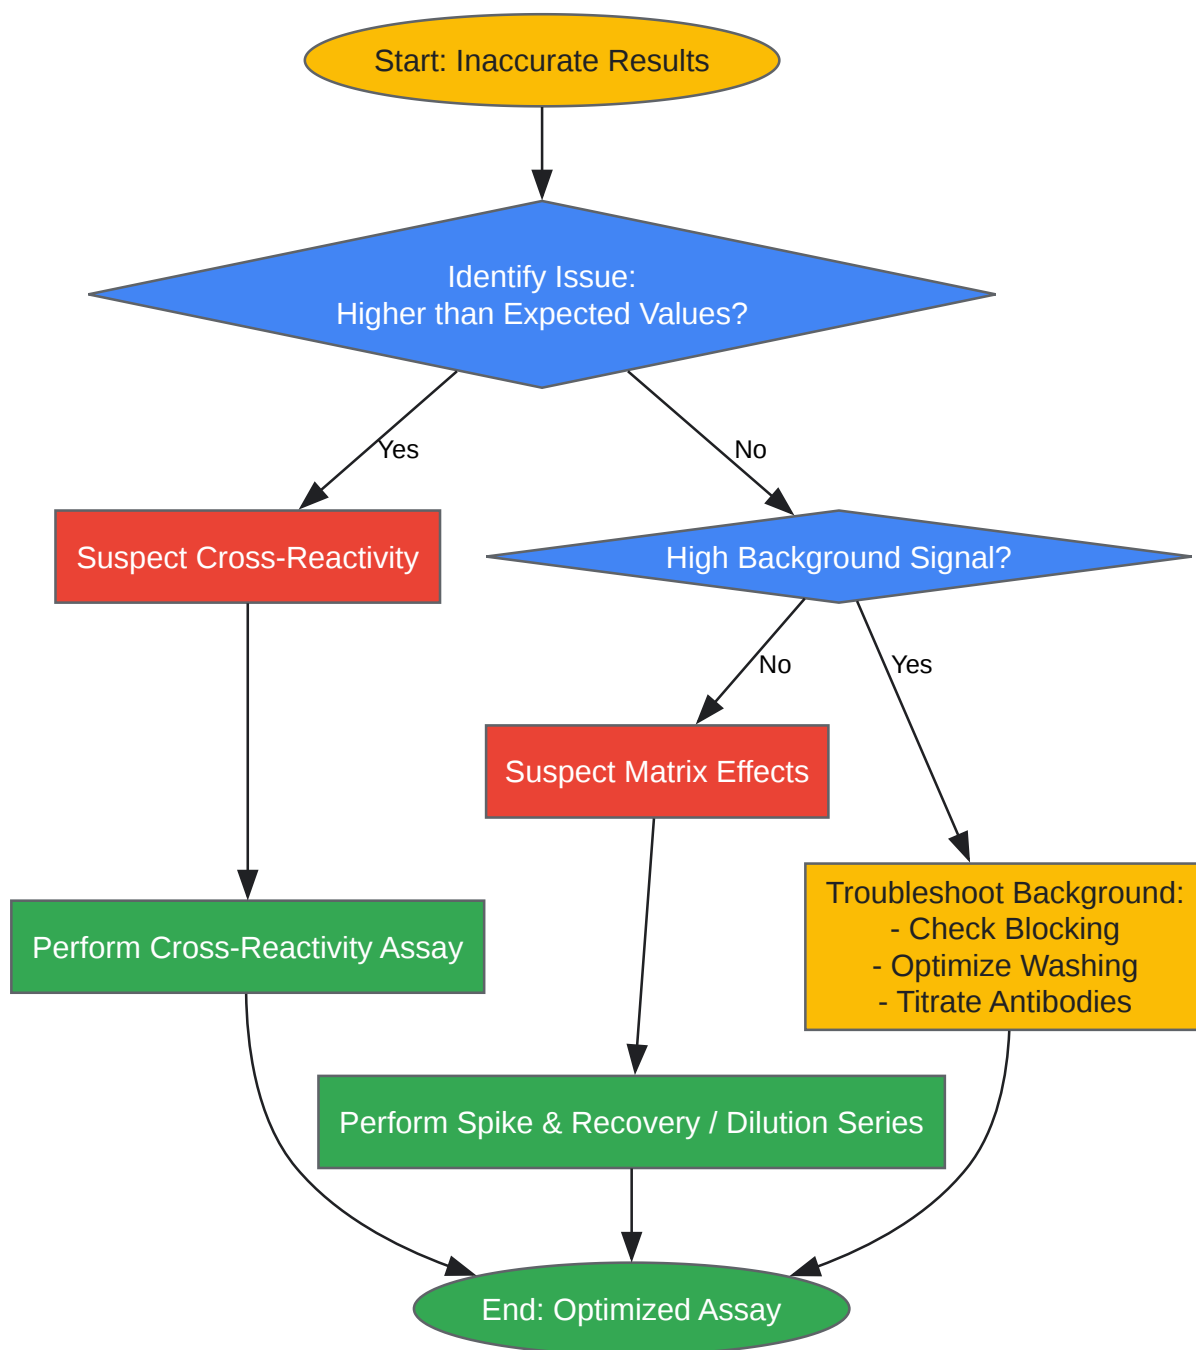 Start: Inaccurate Results
Identify Issue:
Higher than Expected Values?
Yes
No
Suspect Cross-Reactivity
High Background Signal?
No
Yes
Suspect Matrix Effects
Troubleshoot Background:
- Check Blocking
- Optimize Washing
- Titrate Antibodies
Perform Cross-Reactivity Assay
Perform Spike & Recovery / Dilution Series
End: Optimized Assay